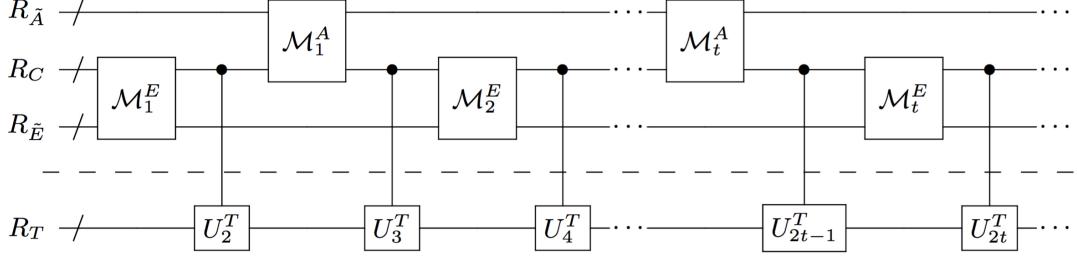 R_Ã ··· ···
M_1^A M_t^A
R_C ··· ···
M_1^E M_2^E M_t^E
R_Ẽ ··· ···
R_T U_2^T U_3^T U_4^T ··· U_{2t−1}^T U_{2t}^T ···